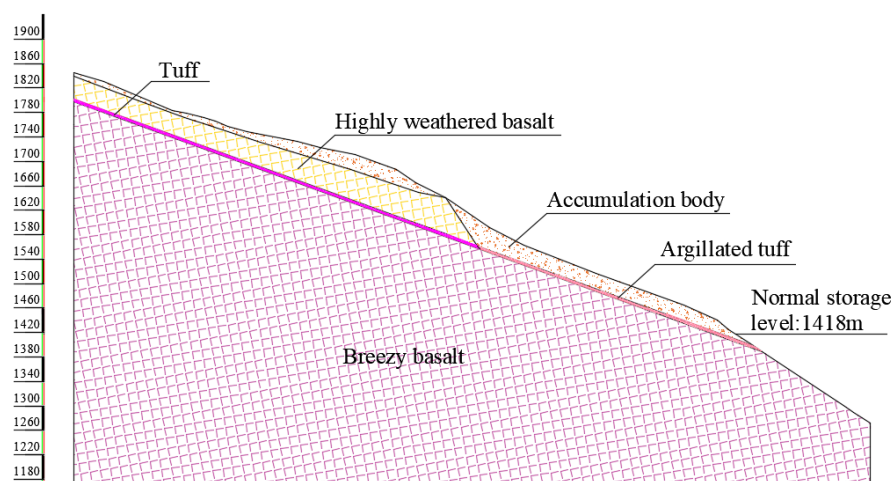 1900
1860
1820
1780
1740
1700
1660
1620
1580
1540
1500
1460
1420
1380
1340
1300
1260
1220
1180
Tuff
Highly weathered basalt
Accumulation body
Argillated tuff
Normal storage
level:1418m
Breezy basalt